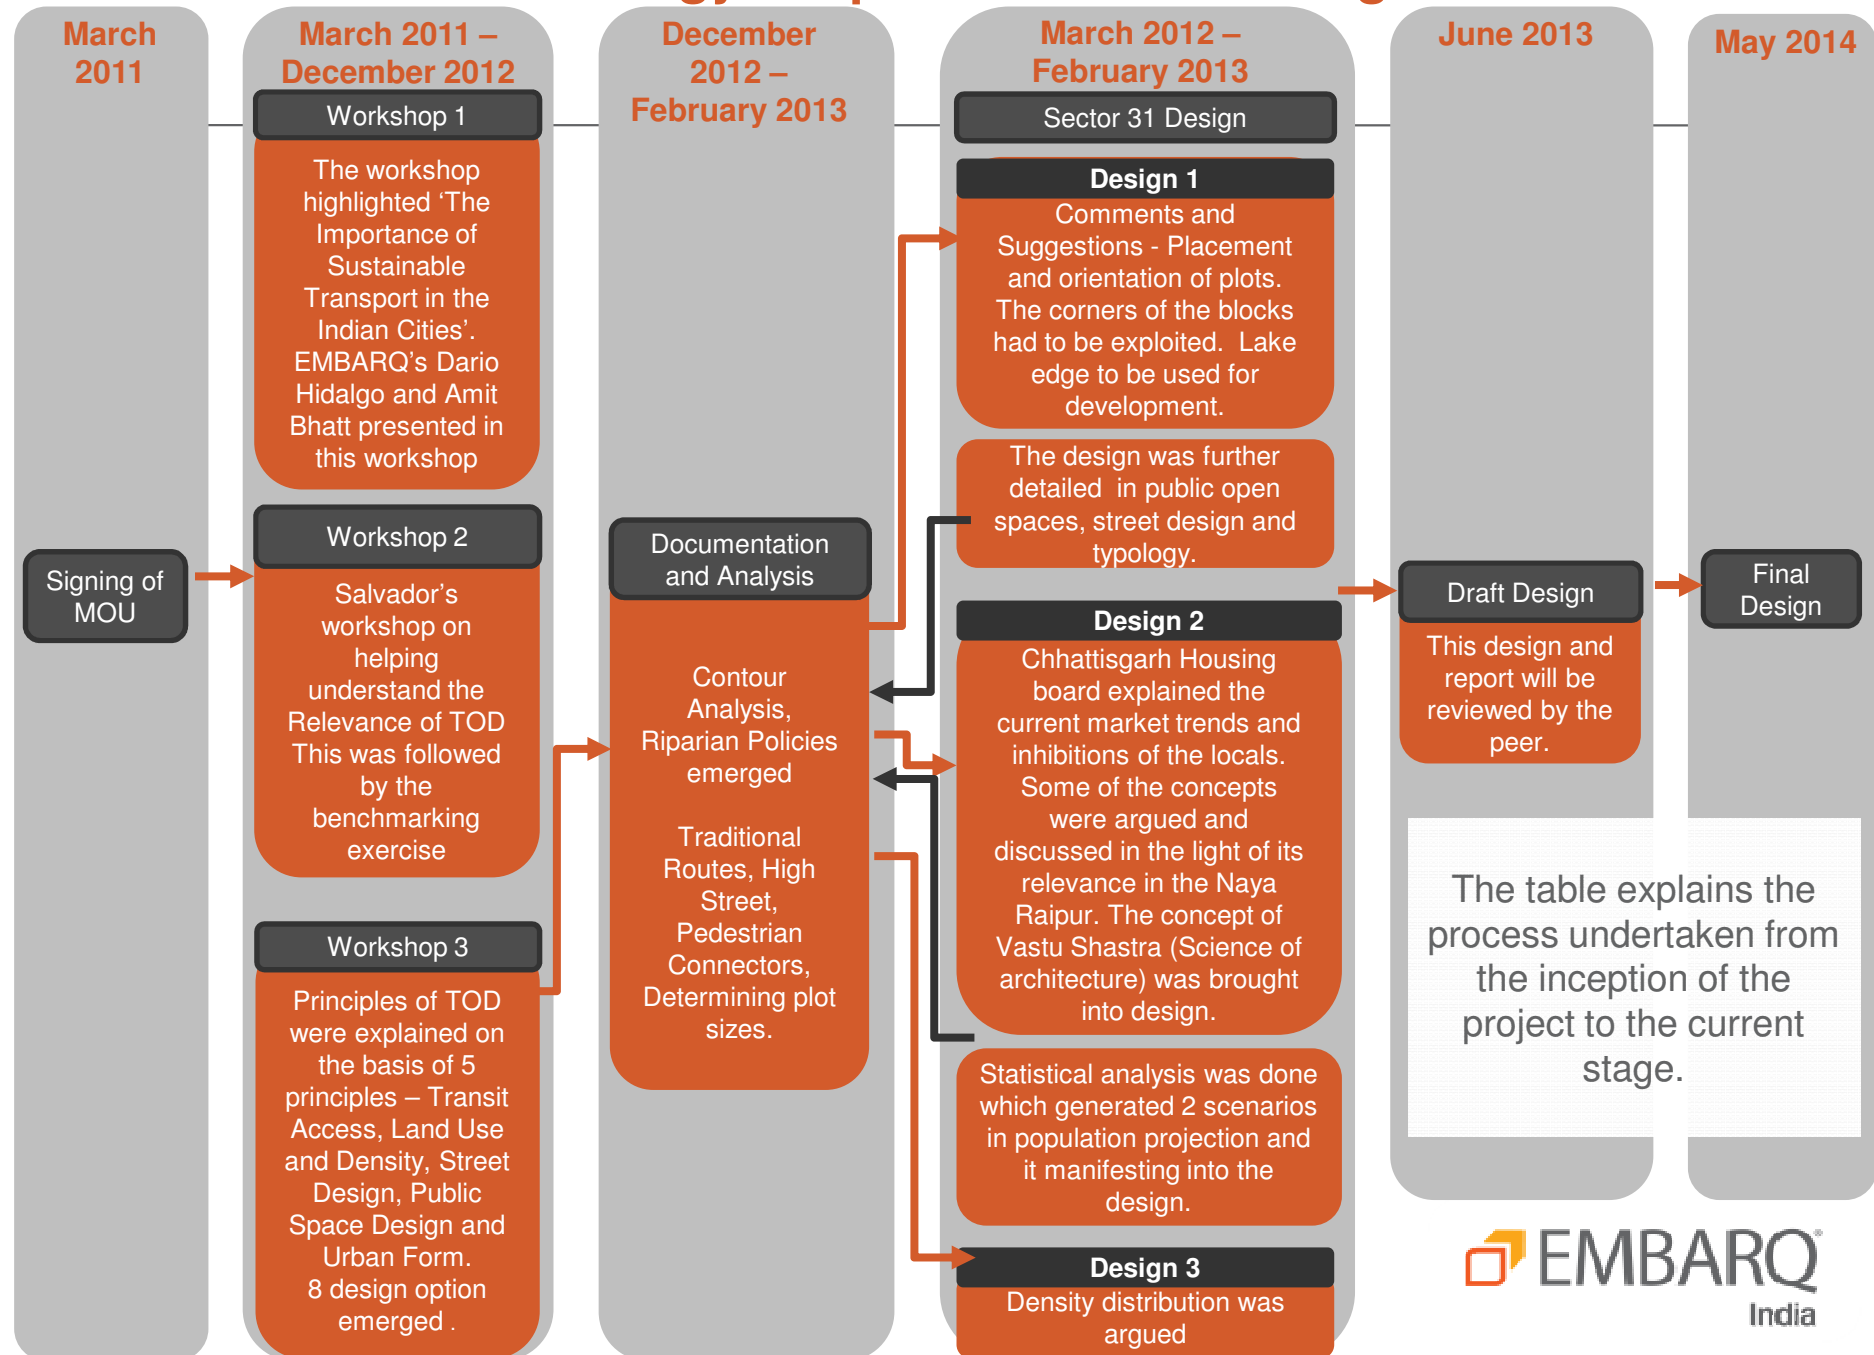 March
2011
Signing of
MOU
March 2011 –
December 2012
Workshop 1
The workshop
highlighted ‘The
Importance of
Sustainable
Transport in the
Indian Cities’.
EMBARQ’s Dario
Hidalgo and Amit
Bhatt presented in
this workshop
Workshop 2
Salvador’s
workshop on
helping
understand the
Relevance of TOD
This was followed
by the
benchmarking
exercise
Workshop 3
Principles of TOD
were explained on
the basis of 5
principles – Transit
Access, Land Use
and Density, Street
Design, Public
Space Design and
Urban Form.
8 design option
emerged .
December
2012 –
February 2013
Documentation
and Analysis
Contour
Analysis,
Riparian Policies
emerged
Traditional
Routes, High
Street,
Pedestrian
Connectors,
Determining plot
sizes.
March 2012 –
February 2013
Sector 31 Design
Design 1
Comments and
Suggestions - Placement
and orientation of plots.
The corners of the blocks
had to be exploited.  Lake
edge to be used for
development.
The design was further
detailed  in public open
spaces, street design and
typology.
Design 2
Chhattisgarh Housing
board explained the
current market trends and
inhibitions of the locals.
Some of the concepts
were argued and
discussed in the light of its
relevance in the Naya
Raipur. The concept of
Vastu Shastra (Science of
architecture) was brought
into design.
Statistical analysis was done
which generated 2 scenarios
in population projection and
it manifesting into the
design.
Design 3
Density distribution was
argued
June 2013
Draft Design
This design and
report will be
reviewed by the
peer.
May 2014
Final
Design
The table explains the
process undertaken from
the inception of the
project to the current
stage.
EMBARQ®
India